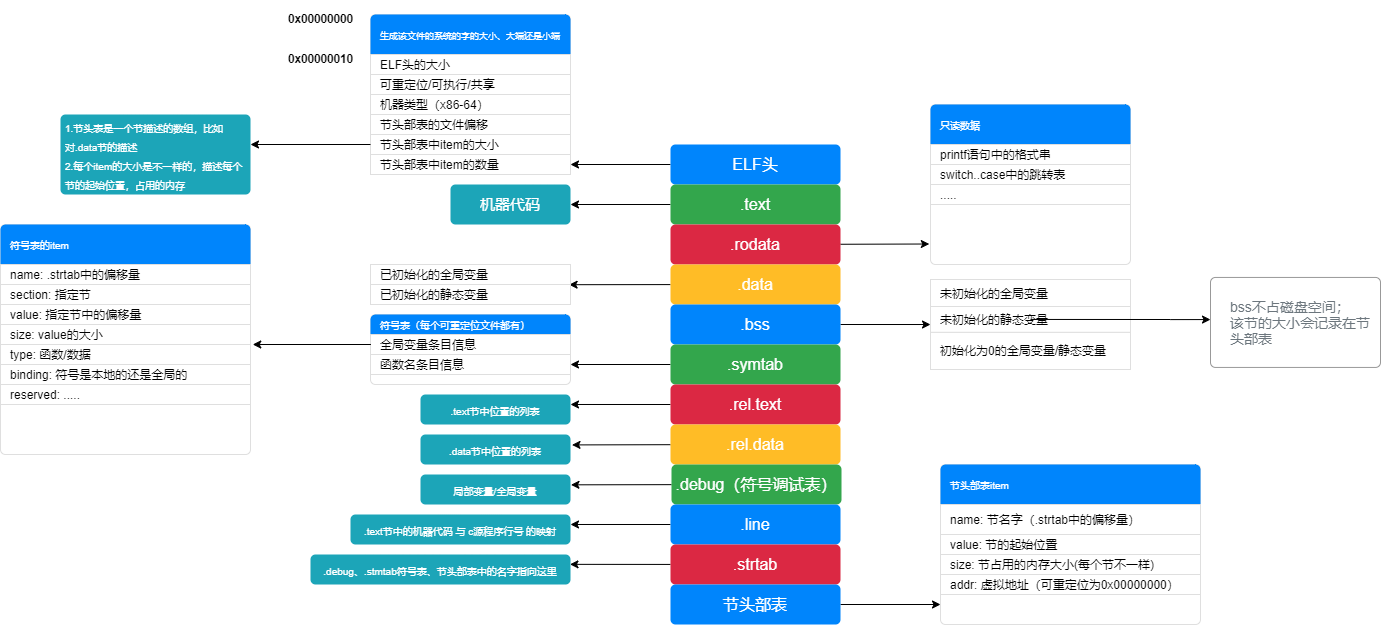 0x00000000
0x00000010
生成该文件的系统的字的大小、大端还是小端
ELF头的大小
可重定位/可执行/共享
机器类型（x86-64）
节头部表的文件偏移
节头部表中item的大小
节头部表中item的数量
1.节头表是一个节描述的数组，比如
对.data节的描述
2.每个item的大小是不一样的，描述每个
节的起始位置，占用的内存
机器代码
符号表的item
name: .strtab中的偏移量
section: 指定节
value: 指定节中的偏移量
size: value的大小
type: 函数/数据
binding: 符号是本地的还是全局的
reserved: .....
已初始化的全局变量
已初始化的静态变量
符号表（每个可重定位文件都有）
全局变量条目信息
函数名条目信息
.text节中位置的列表
.data节中位置的列表
局部变量/全局变量
.text节中的机器代码 与 c源程序行号 的映射
.debug、.stmtab符号表、节头部表中的名字指向这里
ELF头
.text
.rodata
.data
.bss
.symtab
.rel.text
.rel.data
.debug（符号调试表）
.line
.strtab
节头部表
只读数据
printf语句中的格式串
switch..case中的跳转表
.....
未初始化的全局变量
未初始化的静态变量
初始化为0的全局变量/静态变量
bss不占磁盘空间；
该节的大小会记录在节
头部表
节头部表item
name: 节名字（.strtab中的偏移量）
value: 节的起始位置
size: 节占用的内存大小(每个节不一样)
addr: 虚拟地址（可重定位为0x00000000）